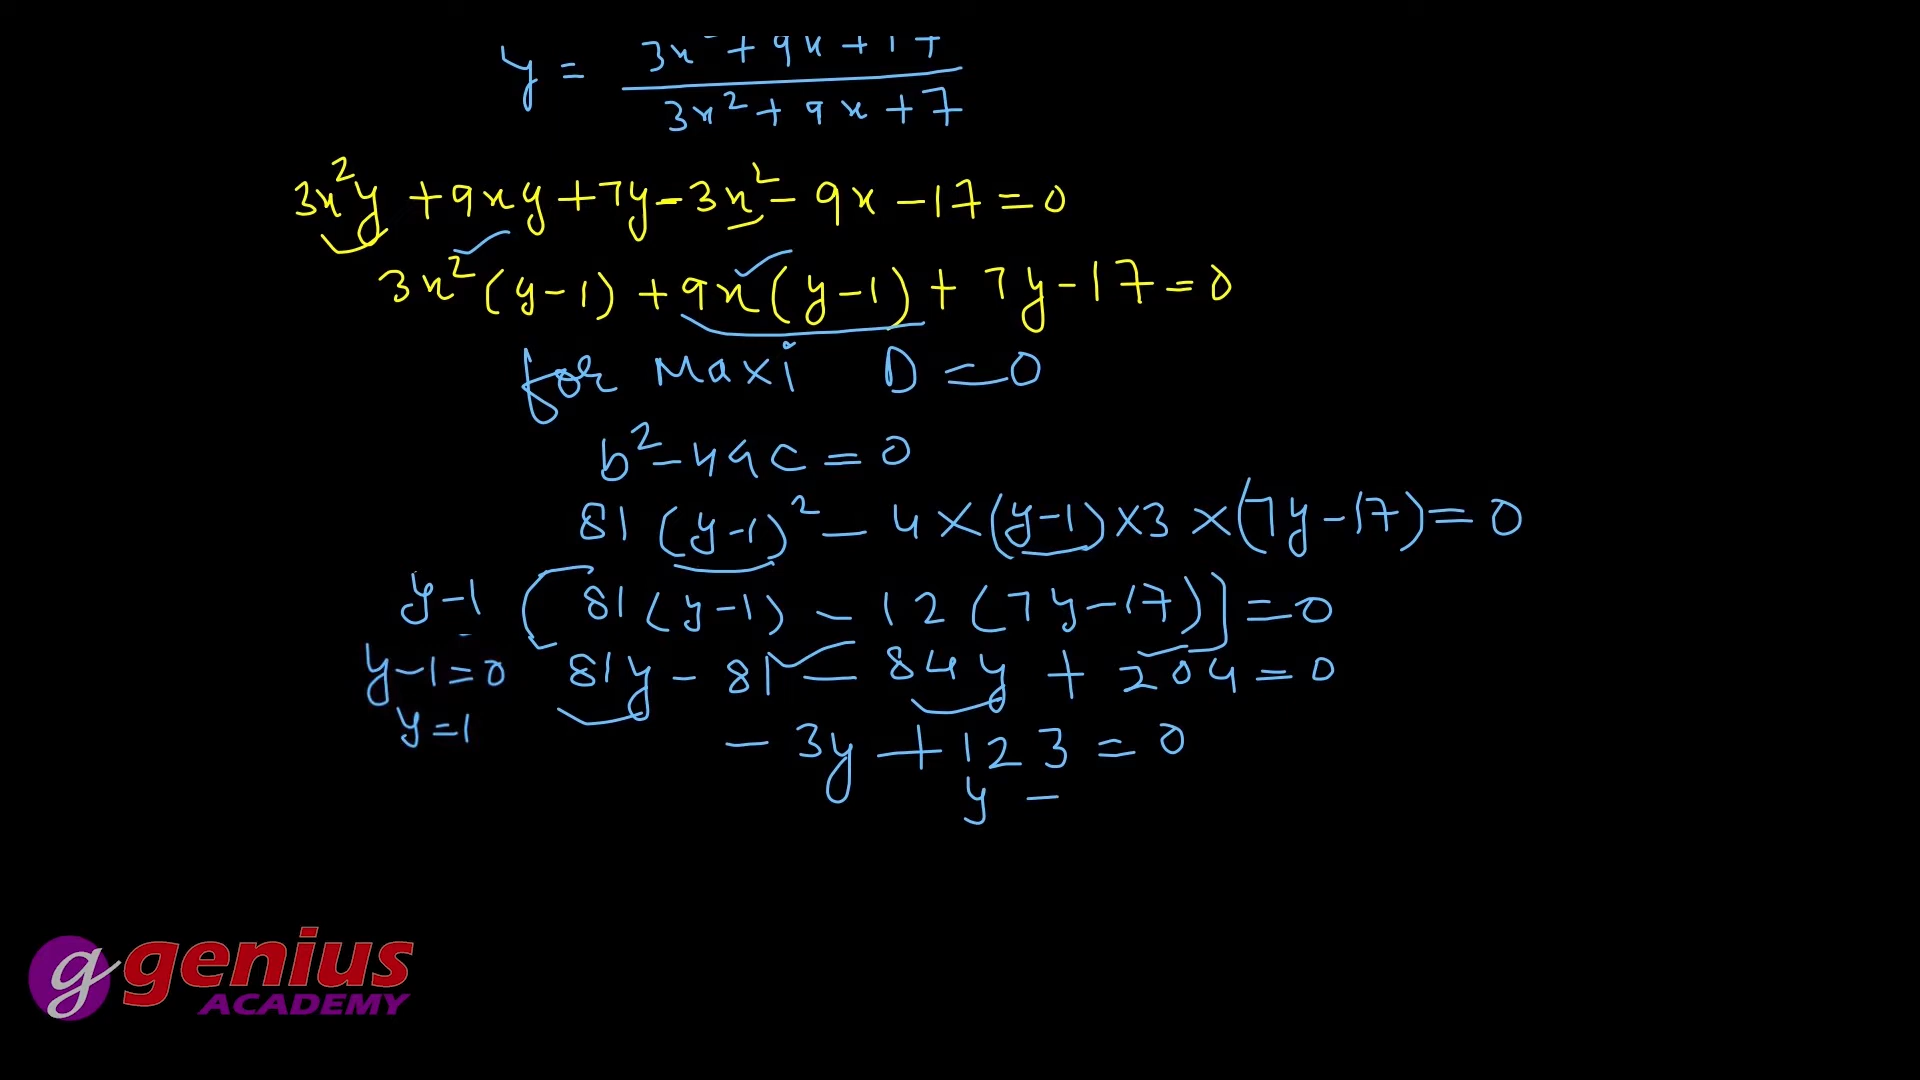 y = 3x² + 9x + 17
3x² + 9x + 7
3x²y + 9xy + 7y - 3x² - 9x - 17 = 0
3x² (y-1) + 9x (y-1) + 7y - 17 = 0
for Maxi D = 0
b² - 4ac = 0
81 (y-1)² - 4 × (y-1) × 3 × (7y-17) = 0
y-1 [81 (y-1) - 12 (7y-17)] = 0
y-1=0 81y - 81 - 84y + 204 = 0
y=1
- 3y + 123 = 0
y -
g genius
ACADEMY